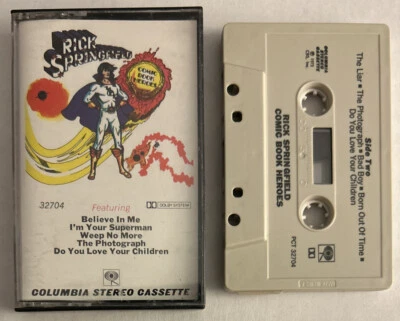 RICK
SPRINGFIELD
COMIC BOOK
HEROES
32704
Featuring
DOLBY SYSTEM
Believe In Me
I'm Your Superman
Weep No More
The Photograph
Do You Love Your Children
COLUMBIA STEREO CASSETTE
Side Two
The Liar • The Photograph • Bad Boy • Born Out Of Time •
Do You Love Your Children
RICK SPRINGFIELD
COMIC BOOK HEROES
PCT 32704